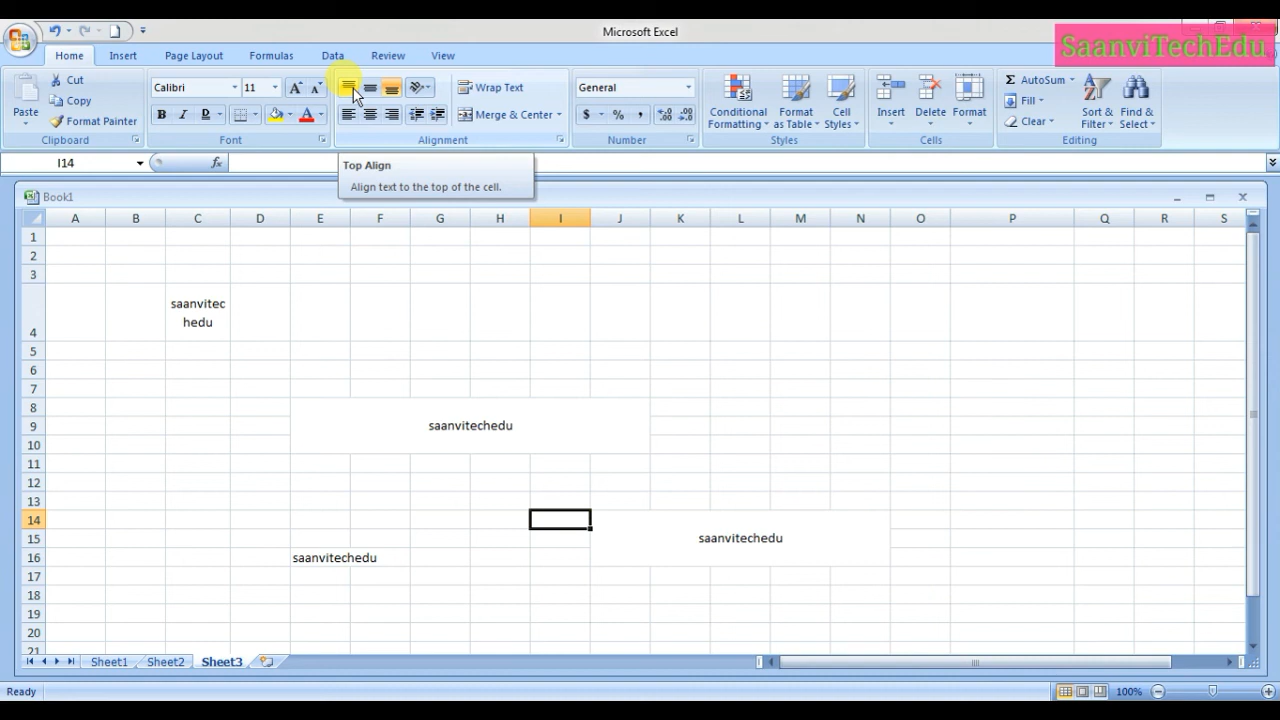 Microsoft Excel
SaanviTechEdu
Home Insert Page Layout Formulas Data Review View
Paste
Cut
Copy
Format Painter
Clipboard
Calibri 11
B I D
Font
Wrap Text
Merge & Center
Alignment
General
$ % ,
Number
Conditional Formatting
Format as Table
Cell Styles
Styles
Insert Delete Format
Cells
AutoSum
Fill
Clear
Sort & Filter
Find & Select
Editing
I14 fx
Top Align
Align text to the top of the cell.
Book1
A B C D E F G H I J K L M N O P Q R S
1
2
3
saanvitec
hedu
4
5
6
7
8
9 saanvitechedu
10
11
12
13
14
15 saanvitechedu
16 saanvitechedu
17
18
19
20
21
Sheet1 Sheet2 Sheet3
Ready 100%